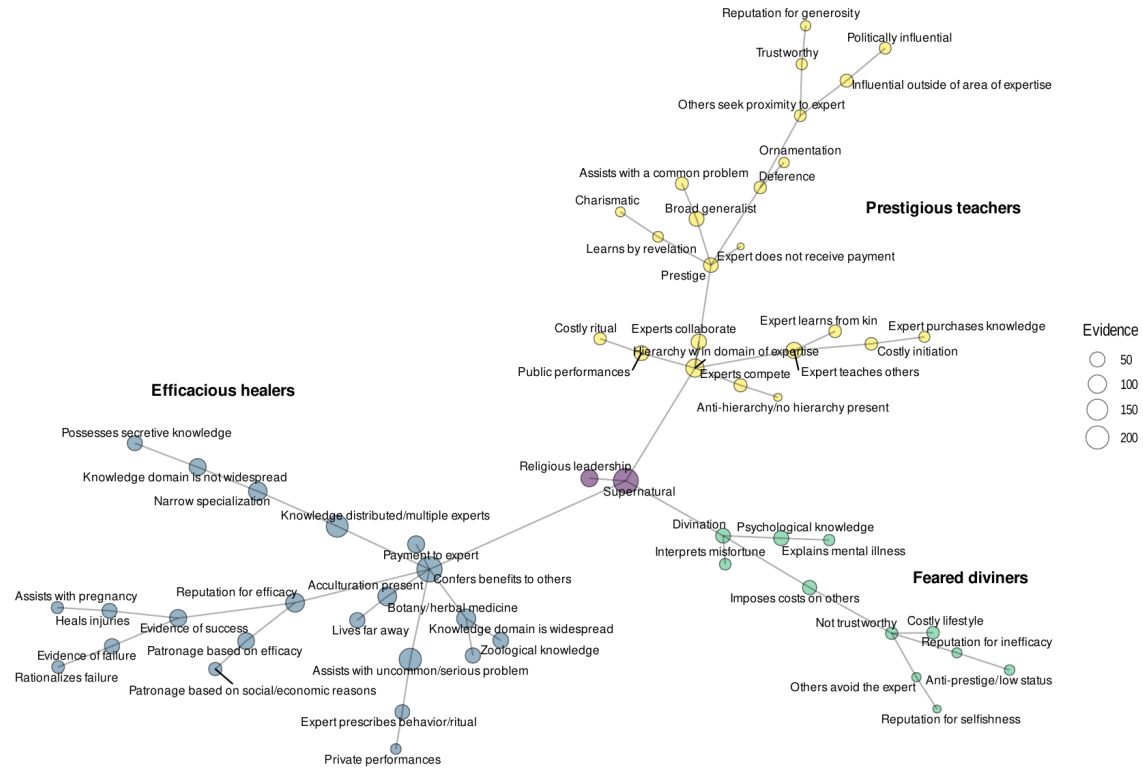 Reputation for generosity
Politically influential
Trustworthy
Influential outside of area of expertise
Others seek proximity to expert
Ornamentation
Assists with a common problem
Deference
Charismatic
Broad generalist
Prestigious teachers
Learns by revelation
Expert does not receive payment
Prestige
Costly ritual
Experts collaborate
Expert learns from kin
Expert purchases knowledge
Evidence
Hierarchy w/in domain of expertise
Costly initiation
50
Public performances
Experts compete
Expert teaches others
100
Efficacious healers
Anti-hierarchy/no hierarchy present
150
200
Possesses secretive knowledge
Religious leadership
Knowledge domain is not widespread
Supernatural
Narrow specialization
Knowledge distributed/multiple experts
Divination
Psychological knowledge
Payment to expert
Interprets misfortune
Explains mental illness
Acculturation present
Confers benefits to others
Feared diviners
Reputation for efficacy
Assists with pregnancy
Imposes costs on others
Botany/herbal medicine
Heals injuries
Lives far away
Knowledge domain is widespread
Not trustworthy
Costly lifestyle
Evidence of success
Reputation for inefficacy
Evidence of failure
Patronage based on efficacy
Zoological knowledge
Rationalizes failure
Assists with uncommon/serious problem
Anti-prestige/low status
Others avoid the expert
Patronage based on social/economic reasons
Expert prescribes behavior/ritual
Reputation for selfishness
Private performances